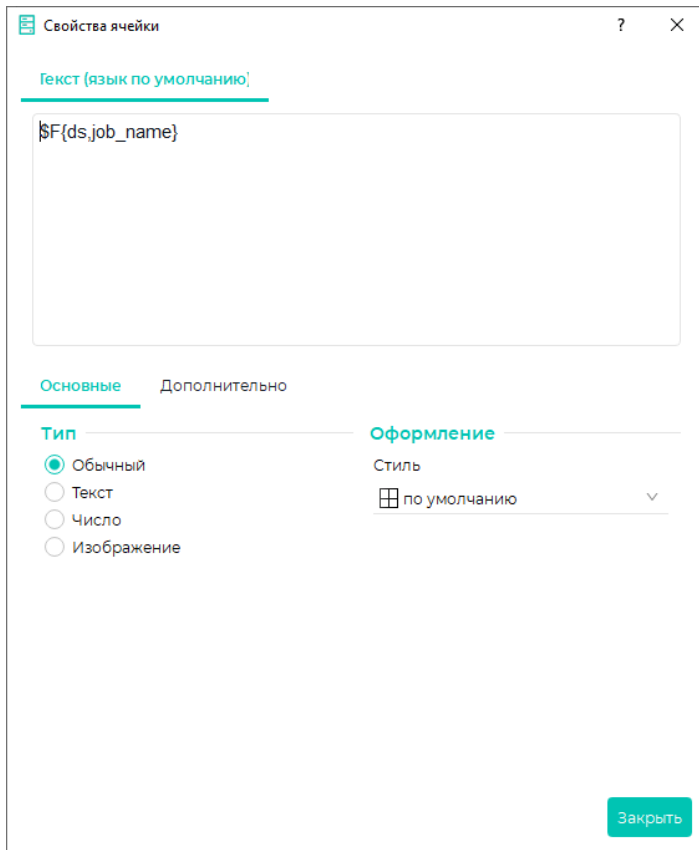 Свойства ячейки ?
Текст (язык по умолчанию)
$F{ds,job_name}
Основные Дополнительно
Тип Оформление
Обычный Стиль
Текст по умолчанию
Число
Изображение
Закрыть